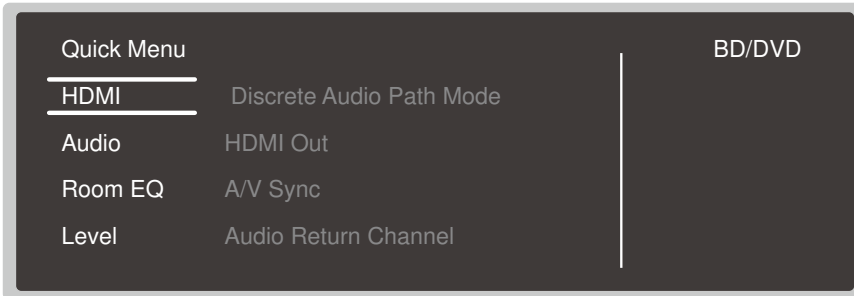 Quick Menu BD/DVD
HDMI Discrete Audio Path Mode
Audio HDMI Out
Room EQ A/V Sync
Level Audio Return Channel